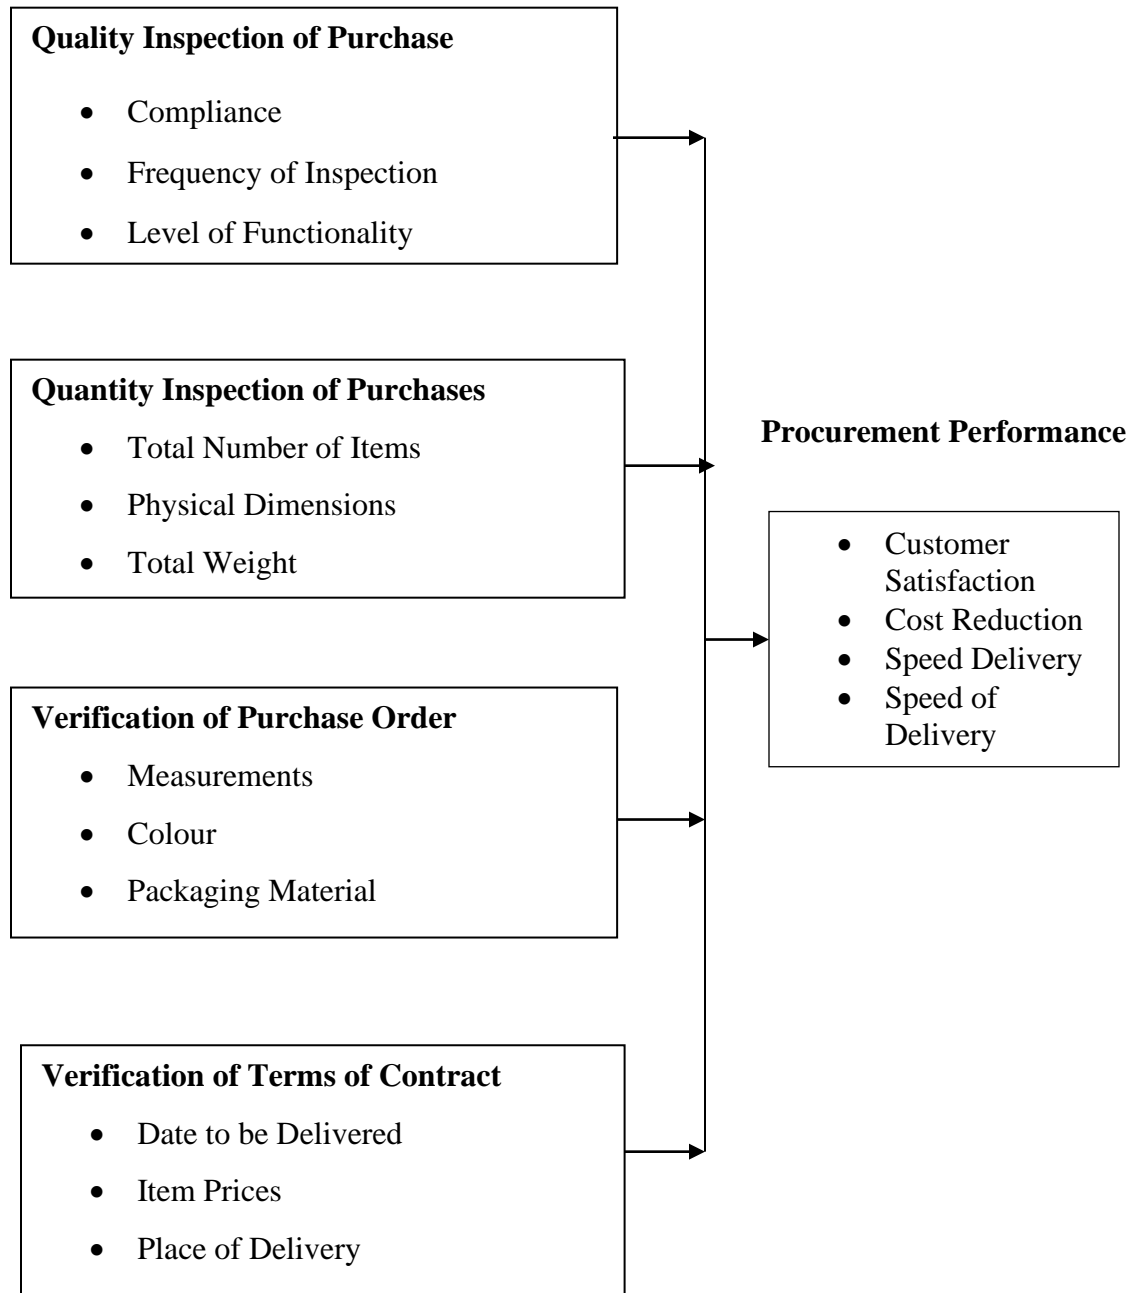 Quality Inspection of Purchase
• Compliance
• Frequency of Inspection
• Level of Functionality
Quantity Inspection of Purchases
• Total Number of Items
• Physical Dimensions
• Total Weight
Verification of Purchase Order
• Measurements
• Colour
• Packaging Material
Verification of Terms of Contract
• Date to be Delivered
• Item Prices
• Place of Delivery
Procurement Performance
• Customer
Satisfaction
• Cost Reduction
• Speed Delivery
• Speed of
Delivery